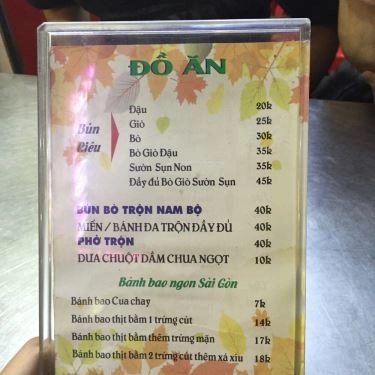 ĐỒ ĂN
Bún Riêu
Đậu 20k
Giò 25k
Bò 30k
Bò Giò Đậu 35k
Sườn Sụn Non 35k
Đầy đủ Bò Giò Sườn Sụn 45k
BÚN BÒ TRỘN NAM BỘ 40k
MIẾN / BÁNH ĐA TRỘN ĐẦY ĐỦ 40k
PHỞ TRỘN 40k
DƯA CHUỘT DẦM CHUA NGỌT 10k
Bánh bao ngon Sài Gòn
Bánh bao Cua chay 7k
Bánh bao thịt bằm 1 trứng cút 14k
Bánh bao thịt bằm thêm trứng mặn 17k
Bánh bao thịt bằm 2 trứng cút thêm xá xíu 18k